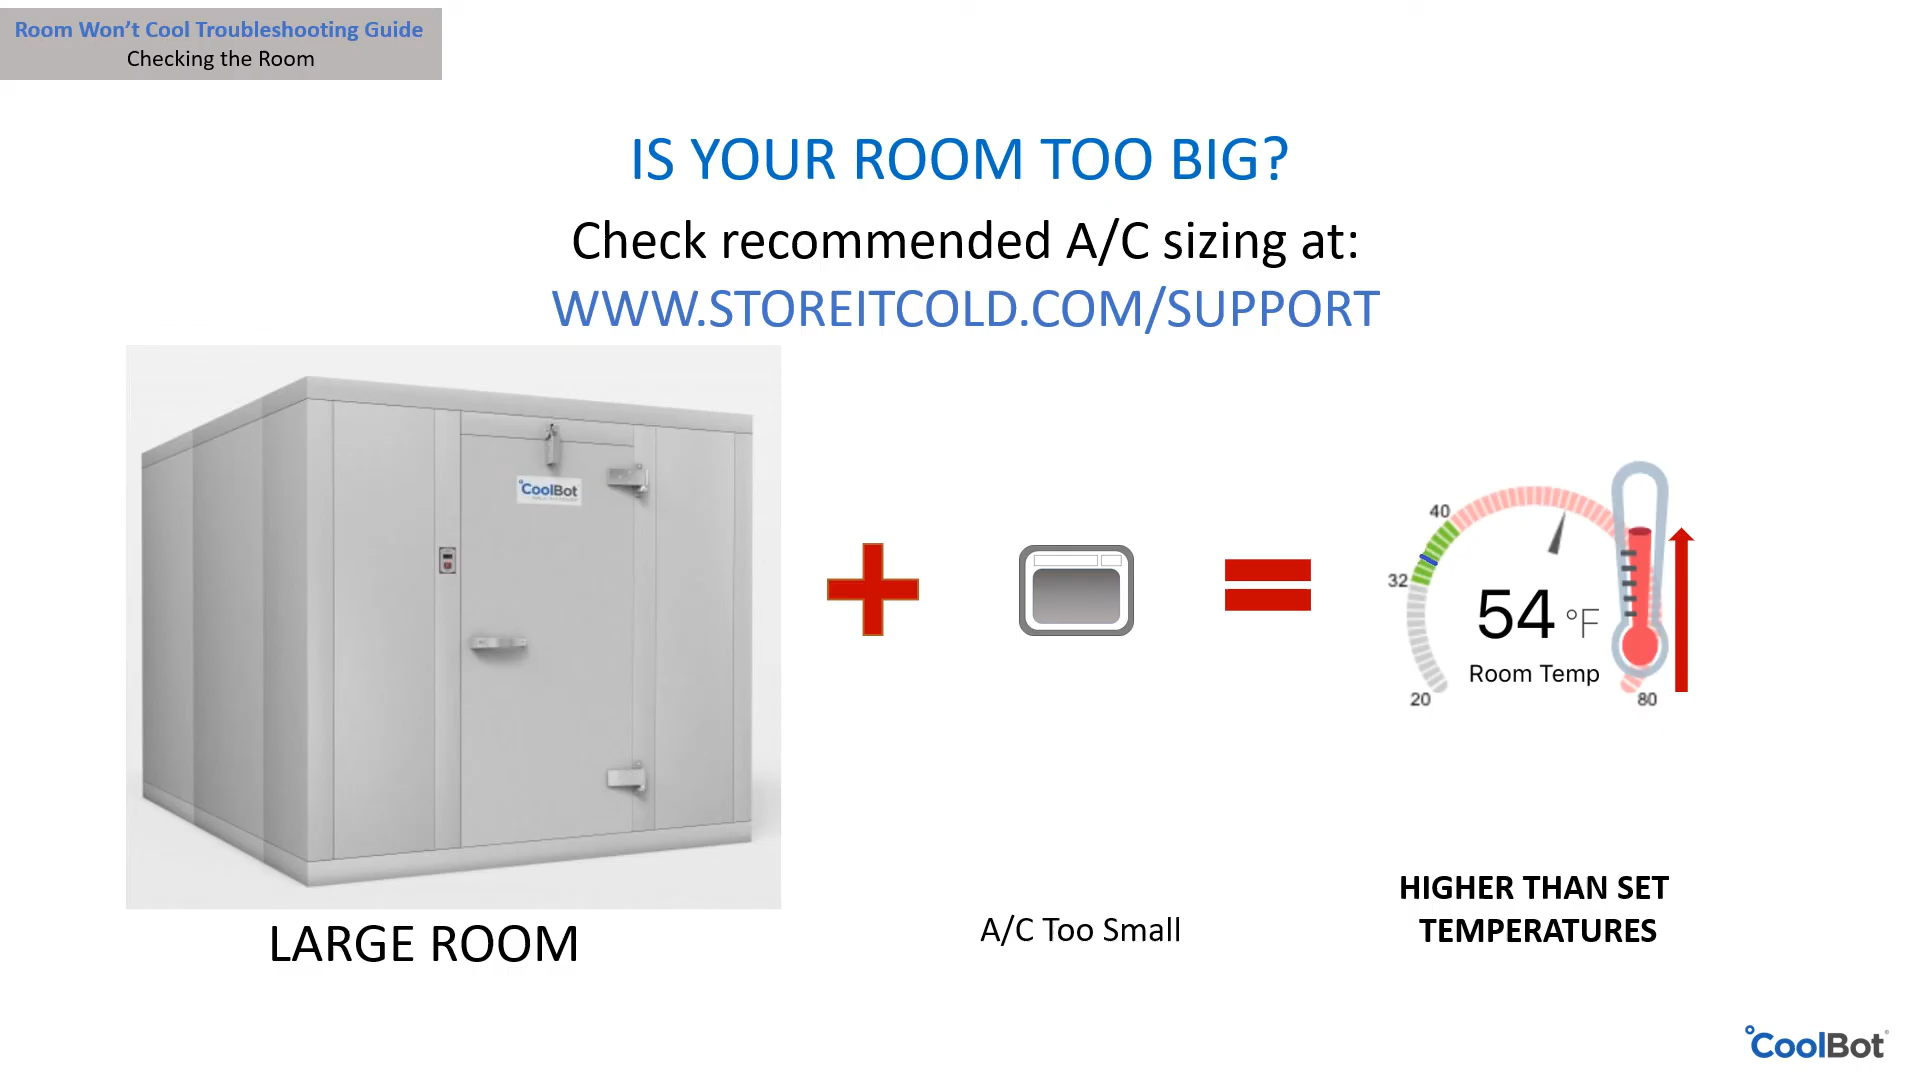 Room Won’t Cool Troubleshooting Guide
Checking the Room
IS YOUR ROOM TOO BIG?
Check recommended A/C sizing at:
WWW.STOREITCOLD.COM/SUPPORT
CoolBot
40
32
54 °F
Room Temp
20
80
LARGE ROOM
A/C Too Small
HIGHER THAN SET
TEMPERATURES
CoolBot